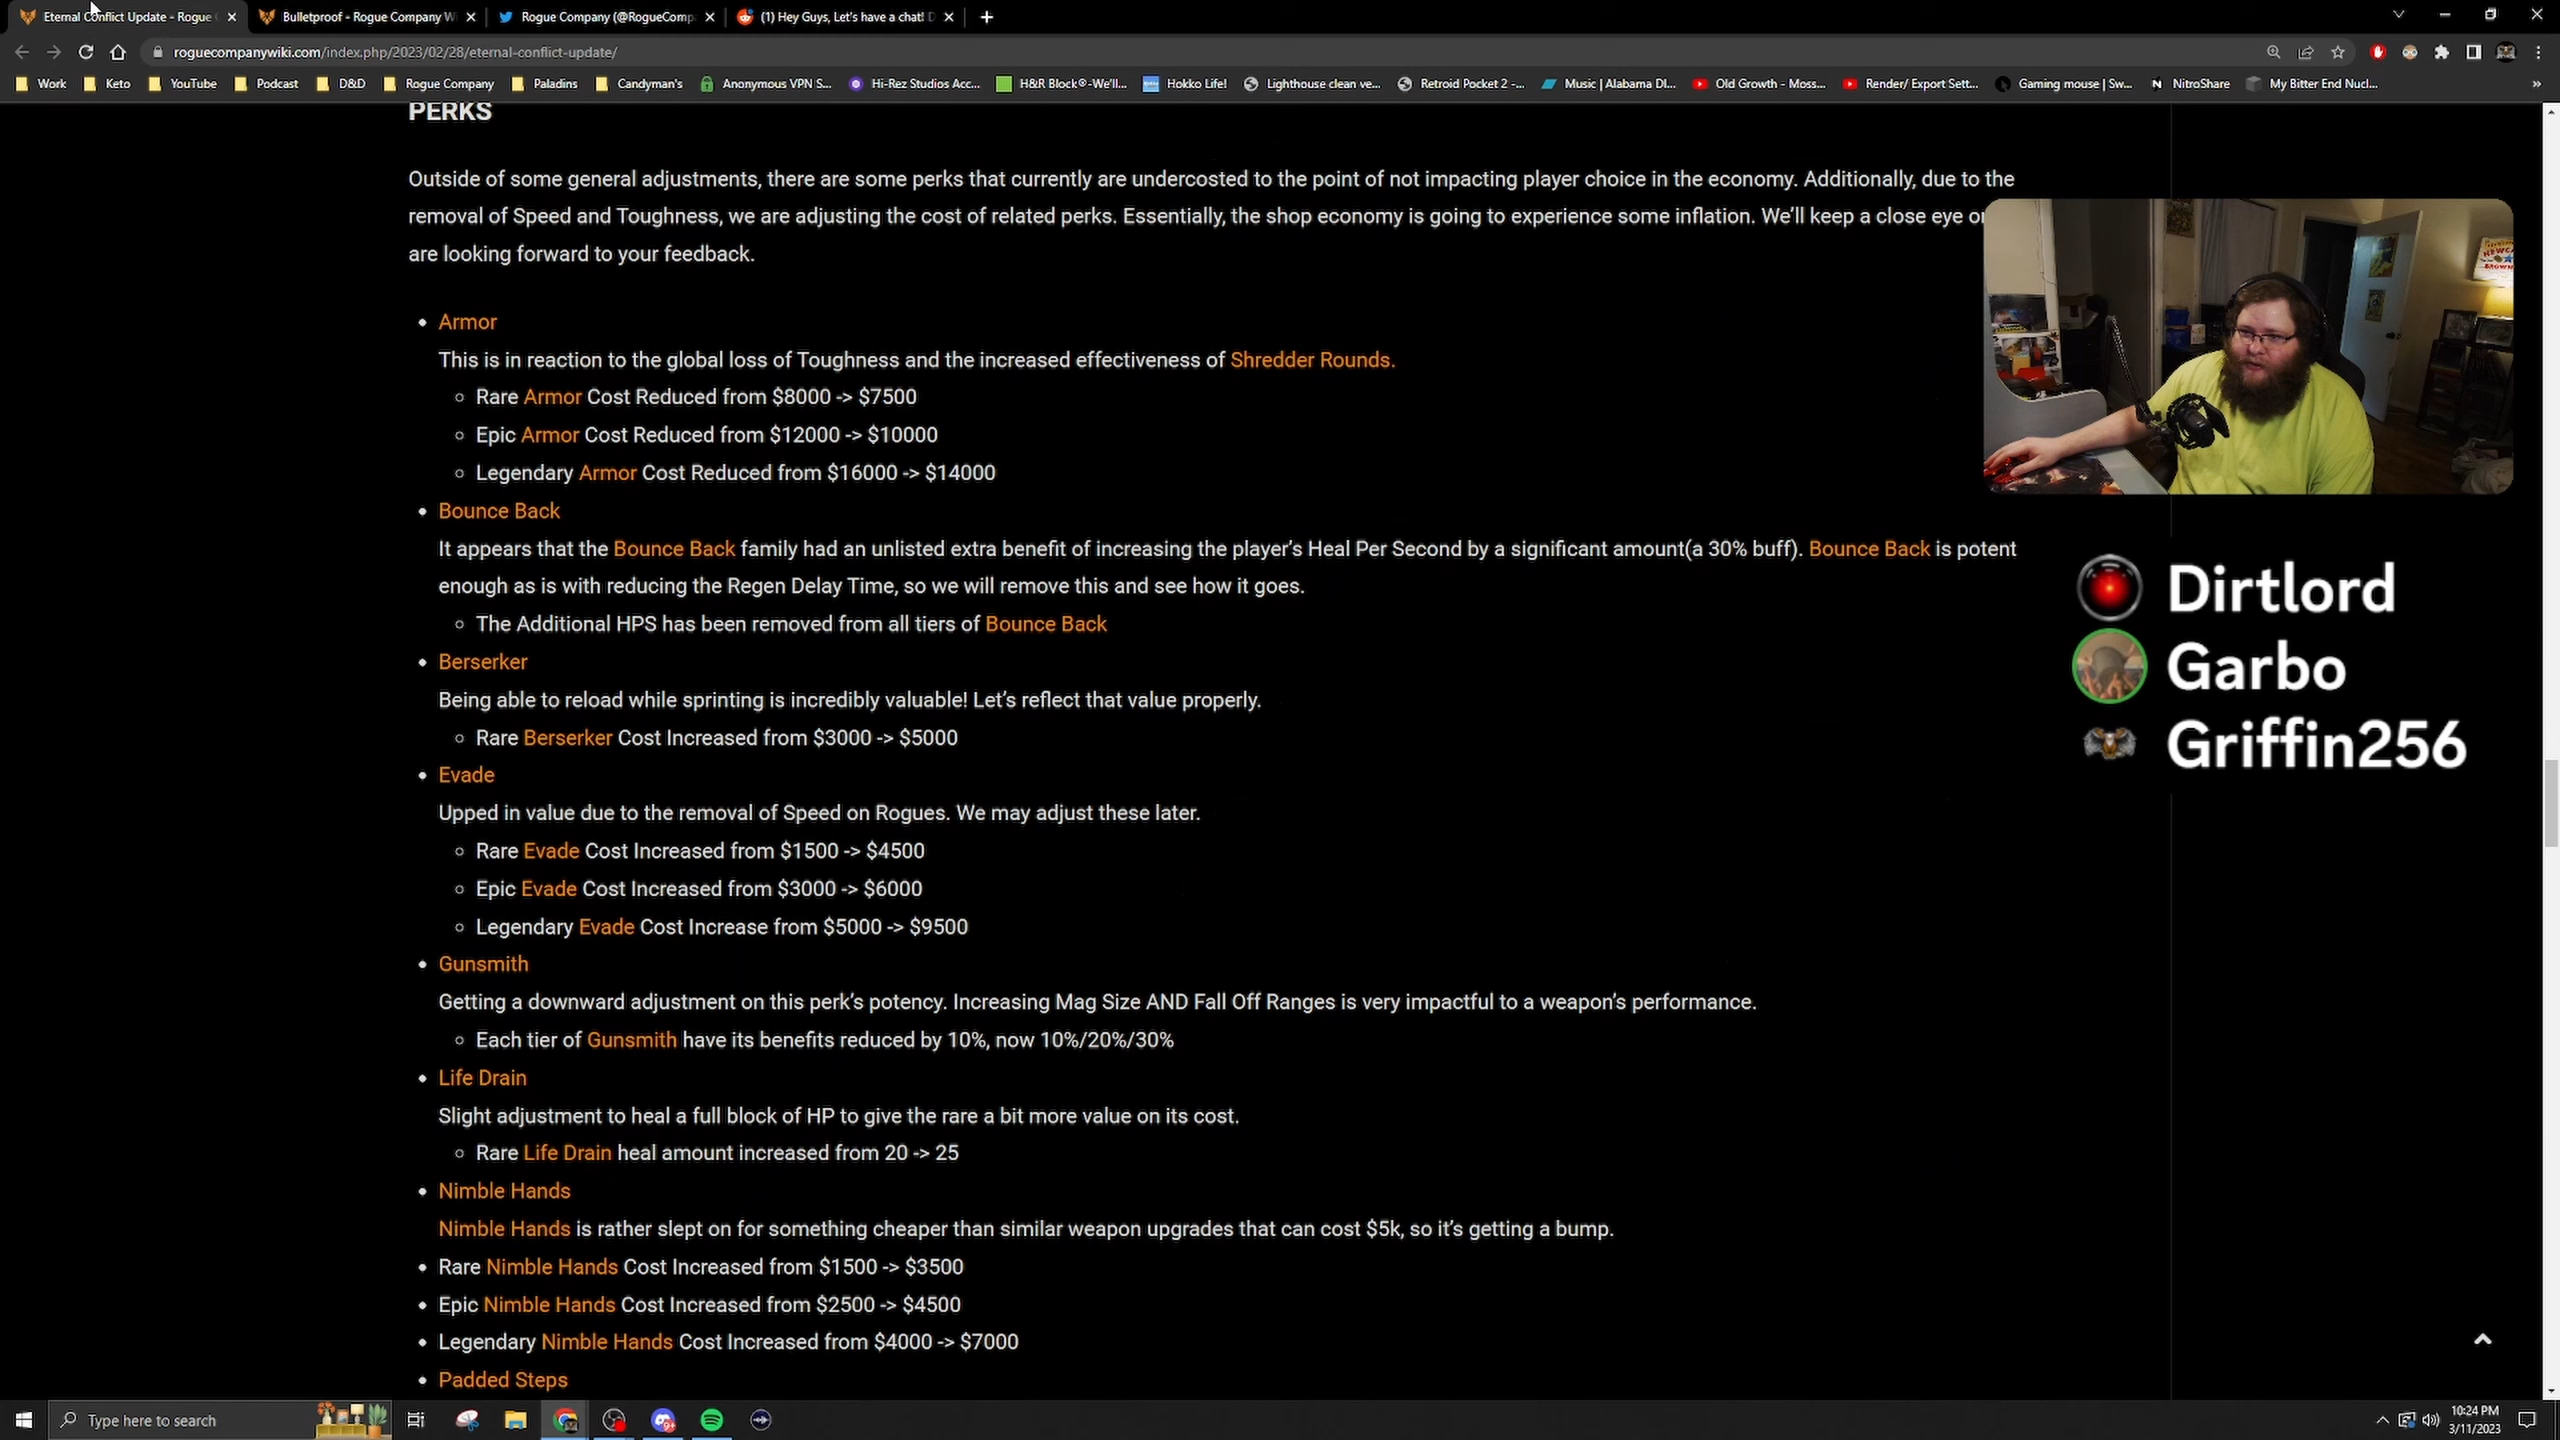 Eternal Conflict Update - Rogue
Bulletproof - Rogue Company Wi
Rogue Company (@RogueComp
(1) Hey Guys, Let's have a chat! D
roguecompanywiki.com/index.php/2023/02/28/eternal-conflict-update/
Work Keto YouTube Podcast D&D Rogue Company Paladins Candyman's Anonymous VPN S... Hi-Rez Studios Acc... H&R Block®-We'll... Hokko Life! Lighthouse clean ve... Retroid Pocket 2 -... Music | Alabama DI... Old Growth - Moss... Render/ Export Sett... Gaming mouse | Sw... NitroShare My Bitter End Nucl... »
PERKS
Outside of some general adjustments, there are some perks that currently are undercosted to the point of not impacting player choice in the economy. Additionally, due to the
removal of Speed and Toughness, we are adjusting the cost of related perks. Essentially, the shop economy is going to experience some inflation. We'll keep a close eye
are looking forward to your feedback.
Armor
This is in reaction to the global loss of Toughness and the increased effectiveness of Shredder Rounds.
Rare Armor Cost Reduced from $8000 -> $7500
Epic Armor Cost Reduced from $12000 -> $10000
Legendary Armor Cost Reduced from $16000 -> $14000
Bounce Back
It appears that the Bounce Back family had an unlisted extra benefit of increasing the player's Heal Per Second by a significant amount(a 30% buff). Bounce Back is potent
enough as is with reducing the Regen Delay Time, so we will remove this and see how it goes.
The Additional HPS has been removed from all tiers of Bounce Back
Berserker
Being able to reload while sprinting is incredibly valuable! Let's reflect that value properly.
Rare Berserker Cost Increased from $3000 -> $5000
Evade
Upped in value due to the removal of Speed on Rogues. We may adjust these later.
Rare Evade Cost Increased from $1500 -> $4500
Epic Evade Cost Increased from $3000 -> $6000
Legendary Evade Cost Increase from $5000 -> $9500
Gunsmith
Getting a downward adjustment on this perk's potency. Increasing Mag Size AND Fall Off Ranges is very impactful to a weapon's performance.
Each tier of Gunsmith have its benefits reduced by 10%, now 10%/20%/30%
Life Drain
Slight adjustment to heal a full block of HP to give the rare a bit more value on its cost.
Rare Life Drain heal amount increased from 20 -> 25
Nimble Hands
Nimble Hands is rather slept on for something cheaper than similar weapon upgrades that can cost $5k, so it's getting a bump.
Rare Nimble Hands Cost Increased from $1500 -> $3500
Epic Nimble Hands Cost Increased from $2500 -> $4500
Legendary Nimble Hands Cost Increased from $4000 -> $7000
Padded Steps
Dirtlord
Garbo
Griffin256
Type here to search
10:24 PM
3/11/2023